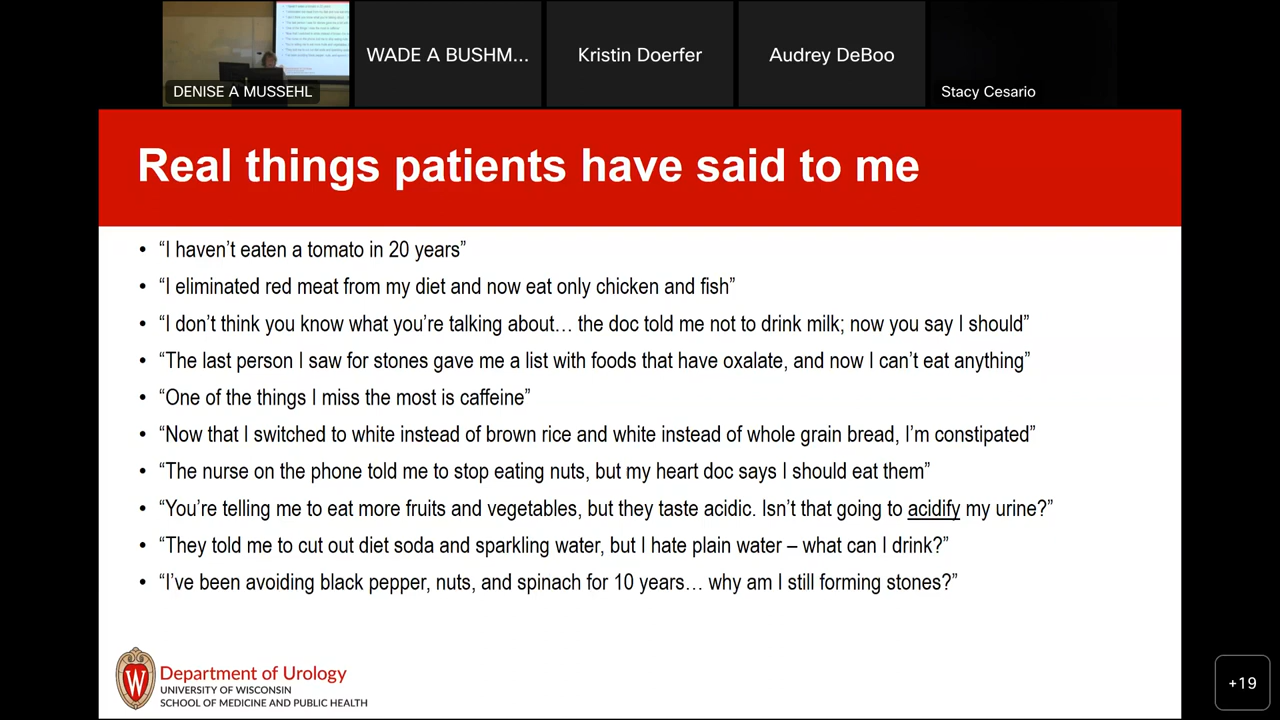 DENISE A MUSSEHL
WADE A BUSHM...
Kristin Doerfer
Audrey DeBoo
Stacy Cesario
Real things patients have said to me
• “I haven’t eaten a tomato in 20 years”
• “I eliminated red meat from my diet and now eat only chicken and fish”
• “I don’t think you know what you’re talking about… the doc told me not to drink milk; now you say I should”
• “The last person I saw for stones gave me a list with foods that have oxalate, and now I can’t eat anything”
• “One of the things I miss the most is caffeine”
• “Now that I switched to white instead of brown rice and white instead of whole grain bread, I’m constipated”
• “The nurse on the phone told me to stop eating nuts, but my heart doc says I should eat them”
• “You’re telling me to eat more fruits and vegetables, but they taste acidic. Isn’t that going to acidify my urine?”
• “They told me to cut out diet soda and sparkling water, but I hate plain water – what can I drink?”
• “I’ve been avoiding black pepper, nuts, and spinach for 10 years… why am I still forming stones?”
W
Department of Urology
UNIVERSITY OF WISCONSIN
SCHOOL OF MEDICINE AND PUBLIC HEALTH
+19